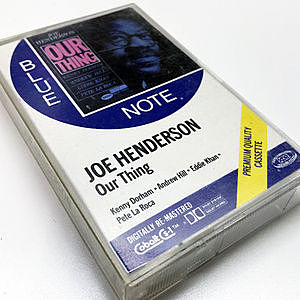 JOE
HENDERSON
OUR
THING
BLUE
NOTE
JOE HENDERSON
Our Thing
Kenny Dorham • Andrew Hill • Eddie Khan •
Pete La Roca
DIGITALLY RE-MASTERED
Cobalt
PREMIUM QUALITY
CASSETTE